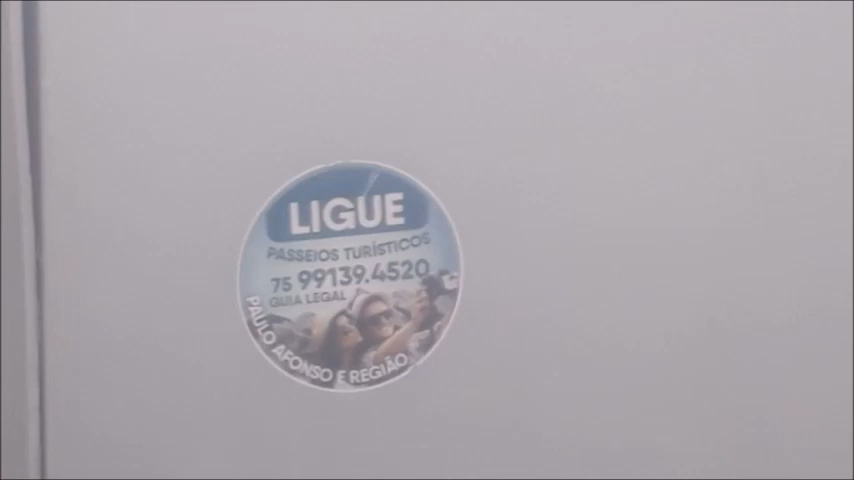 LIGUE
PASSEIOS TURÍSTICOS
75 99139.4520
GUIA LEGAL
PAULO AFONSO E REGIÃO